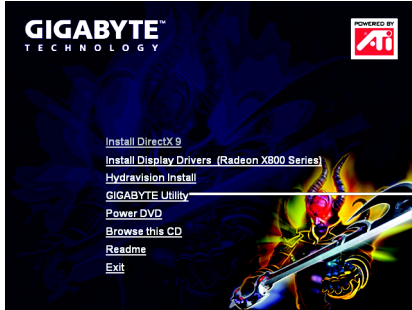 GIGABYTE™
TECHNOLOGY
POWERED BY
ATi
Install DirectX 9
Install Display Drivers (Radeon X800 Series)
Hydravision Install
GIGABYTE Utility
Power DVD
Browse this CD
Readme
Exit